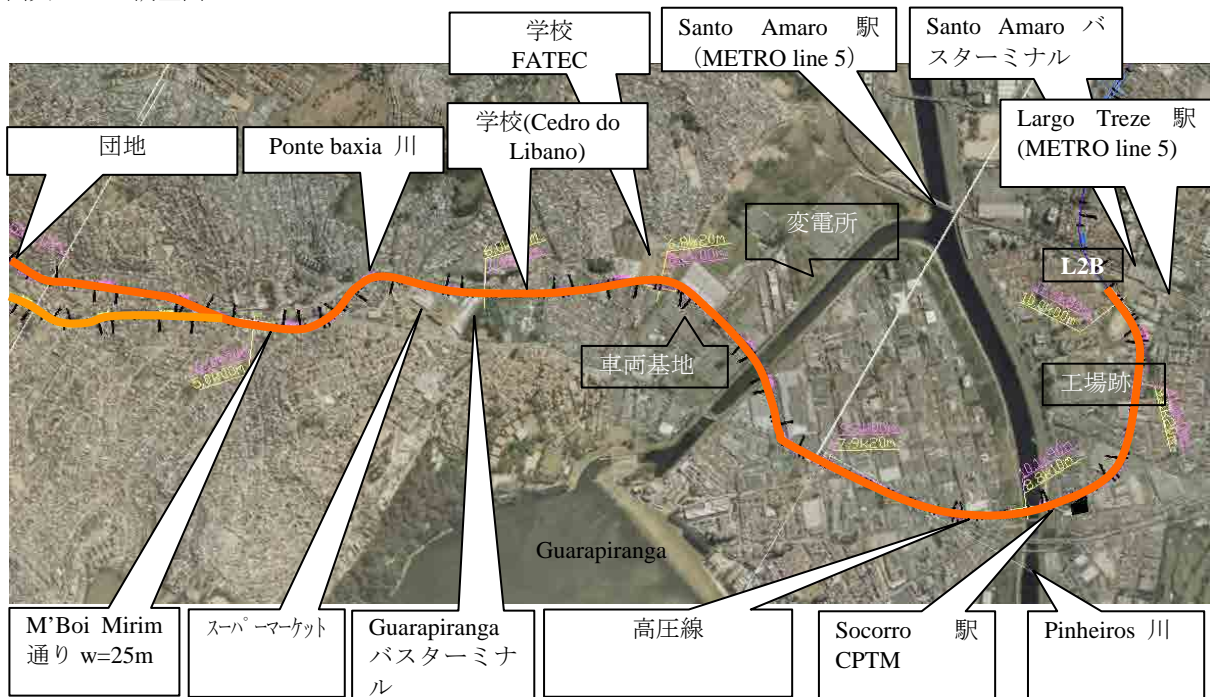 学校
FATEC
Santo Amaro 駅
(METRO line 5)
Santo Amaro バ
スターミナル
団地
Ponte baxia 川
学校(Cedro do
Libano)
Largo Treze 駅
(METRO line 5)
変電所
L2B
車両基地
工場跡
7.9k20m
8.8k10m
Guarapiranga
M'Boi Mirim
通り w=25m
スーパーマーケット
Guarapiranga
バスターミナ
ル
高圧線
Socorro 駅
CPTM
Pinheiros 川